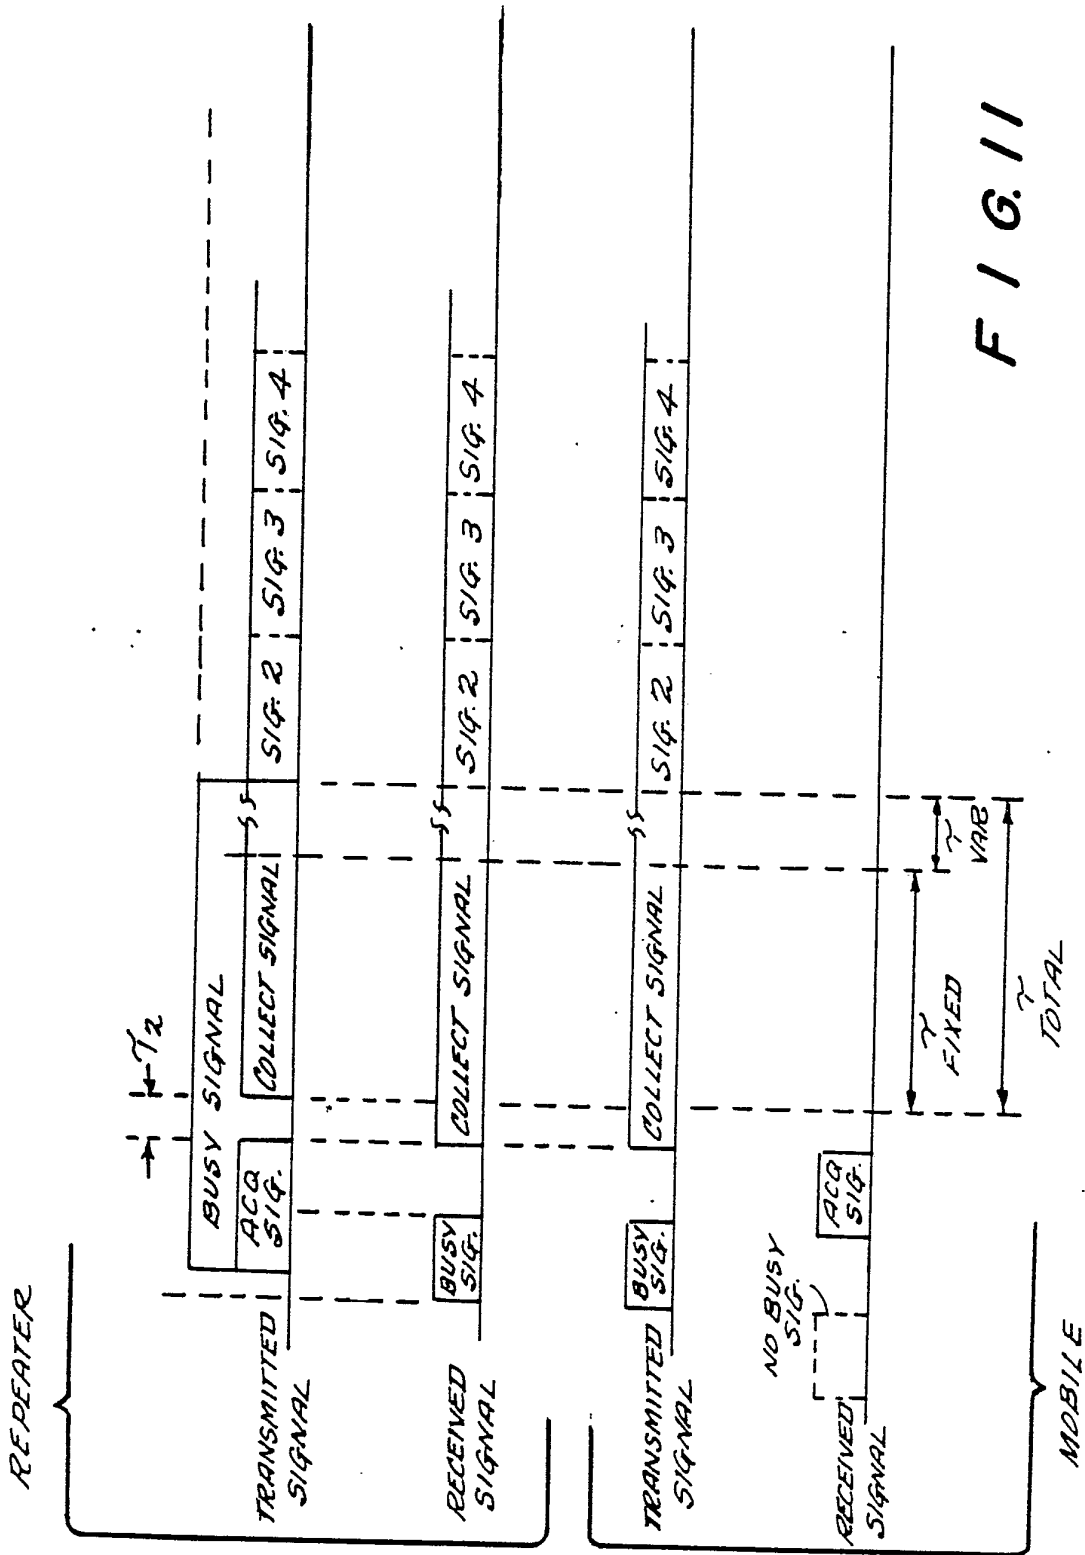 REPEATER
TRANSMITTED
SIGNAL
BUSY SIGNAL
ACQ
SIG.
τ2
COLLECT SIGNAL
SIG. 2
SIG. 3
SIG. 4
RECEIVED
SIGNAL
BUSY
SIG.
COLLECT SIGNAL
SIG. 2
SIG. 3
SIG. 4
TRANSMITTED
SIGNAL
BUSY
SIG.
COLLECT SIGNAL
SIG. 2
SIG. 3
SIG. 4
RECEIVED
SIGNAL
NO BUSY
SIG.
ACQ
SIG.
τ
FIXED
τ
VAR.
τ
TOTAL
MOBILE
FIG. 11